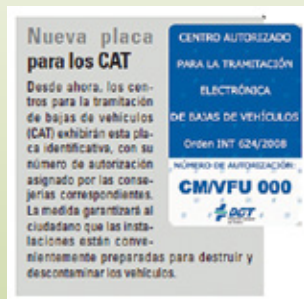 Nueva placa
para los CAT
Desde ahora, los cen-
tros para la tramitación
de bajas de vehículos
(CAT) exhibirán esta pla-
ca identificativa, con su
número de autorización
asignado por las conse-
jerías correspondientes.
La medida garantizará al
ciudadano que las insta-
laciones están conve-
nientemente preparadas para destruir y
descontaminar los vehículos.
CENTRO AUTORIZADO
PARA LA TRAMITACIÓN
ELECTRÓNICA
DE BAJAS DE VEHÍCULOS
Orden INT 624/2008
NÚMERO DE AUTORIZACIÓN:
CM/VFU 000
DGT